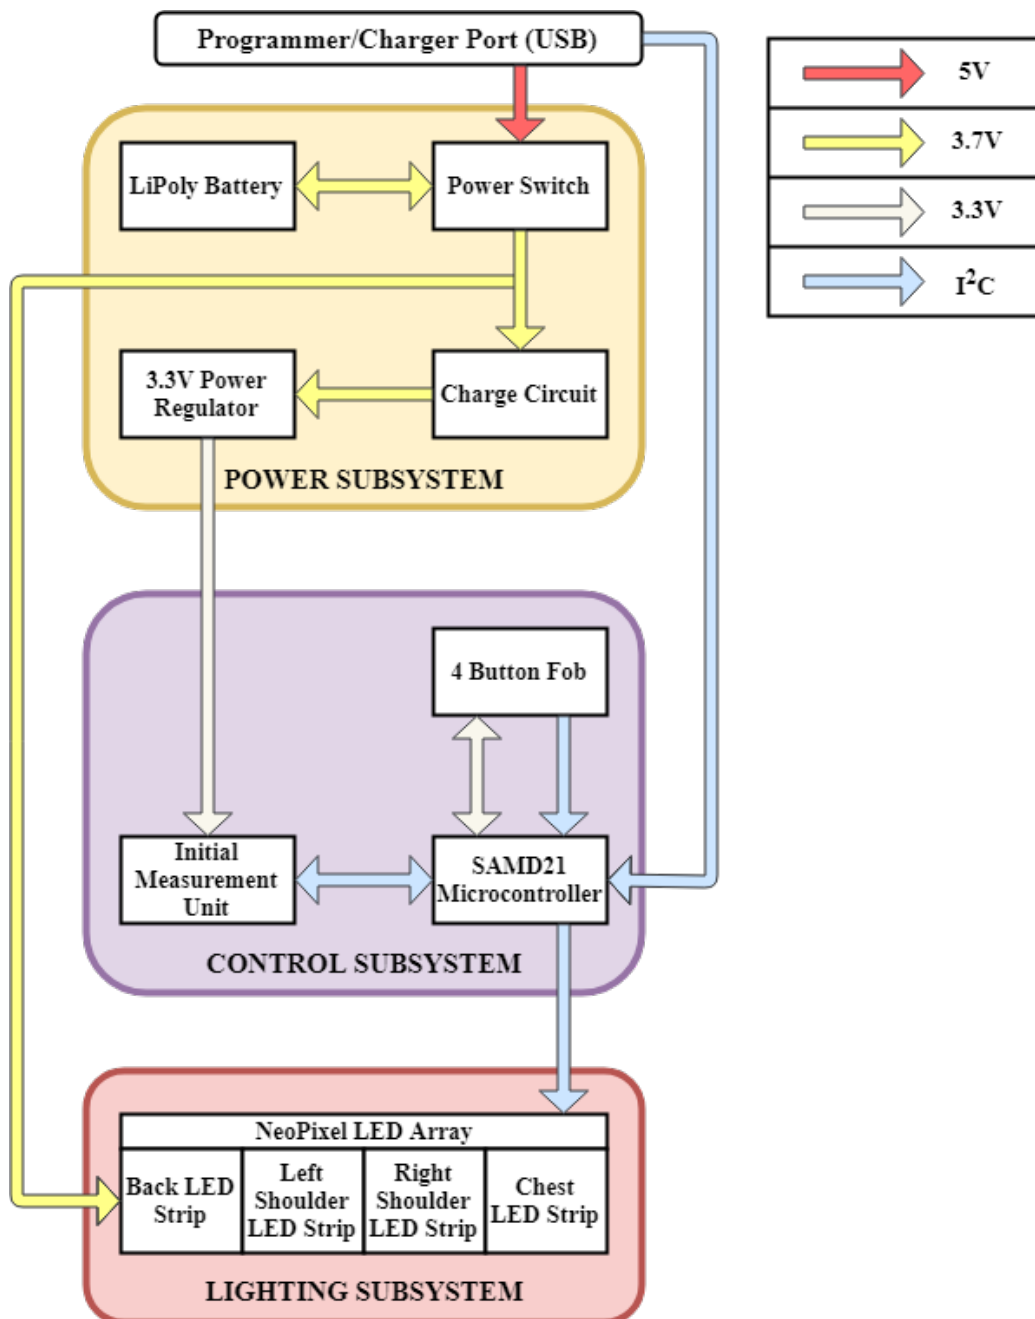 Programmer/Charger Port (USB)
5V
3.7V
3.3V
I²C
LiPoly Battery
Power Switch
3.3V Power
Regulator
Charge Circuit
POWER SUBSYSTEM
4 Button Fob
Initial
Measurement
Unit
SAMD21
Microcontroller
CONTROL SUBSYSTEM
NeoPixel LED Array
Back LED
Strip
Left
Shoulder
LED Strip
Right
Shoulder
LED Strip
Chest
LED Strip
LIGHTING SUBSYSTEM